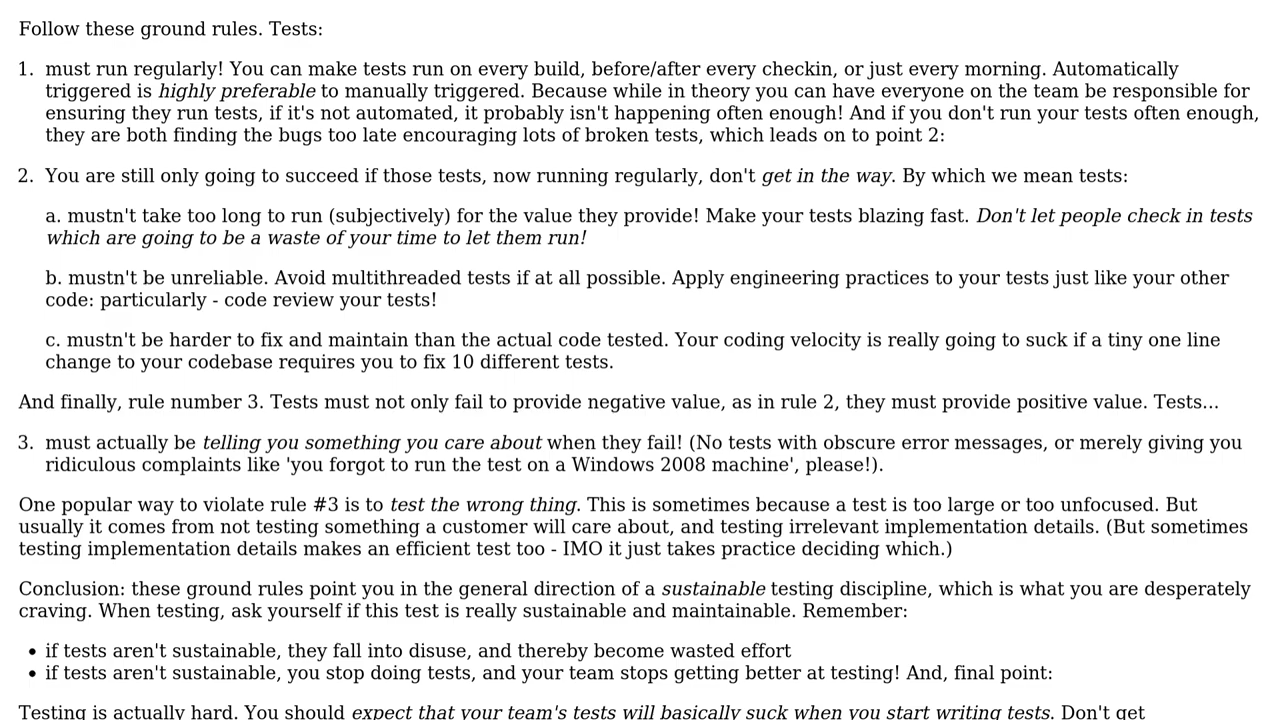 Follow these ground rules. Tests:
1. must run regularly! You can make tests run on every build, before/after every checkin, or just every morning. Automatically
triggered is highly preferable to manually triggered. Because while in theory you can have everyone on the team be responsible for
ensuring they run tests, if it's not automated, it probably isn't happening often enough! And if you don't run your tests often enough,
they are both finding the bugs too late encouraging lots of broken tests, which leads on to point 2:
2. You are still only going to succeed if those tests, now running regularly, don't get in the way. By which we mean tests:
a. mustn't take too long to run (subjectively) for the value they provide! Make your tests blazing fast. Don't let people check in tests
which are going to be a waste of your time to let them run!
b. mustn't be unreliable. Avoid multithreaded tests if at all possible. Apply engineering practices to your tests just like your other
code: particularly - code review your tests!
c. mustn't be harder to fix and maintain than the actual code tested. Your coding velocity is really going to suck if a tiny one line
change to your codebase requires you to fix 10 different tests.
And finally, rule number 3. Tests must not only fail to provide negative value, as in rule 2, they must provide positive value. Tests...
3. must actually be telling you something you care about when they fail! (No tests with obscure error messages, or merely giving you
ridiculous complaints like 'you forgot to run the test on a Windows 2008 machine', please!).
One popular way to violate rule #3 is to test the wrong thing. This is sometimes because a test is too large or too unfocused. But
usually it comes from not testing something a customer will care about, and testing irrelevant implementation details. (But sometimes
testing implementation details makes an efficient test too - IMO it just takes practice deciding which.)
Conclusion: these ground rules point you in the general direction of a sustainable testing discipline, which is what you are desperately
craving. When testing, ask yourself if this test is really sustainable and maintainable. Remember:
• if tests aren't sustainable, they fall into disuse, and thereby become wasted effort
• if tests aren't sustainable, you stop doing tests, and your team stops getting better at testing! And, final point:
Testing is actually hard. You should expect that your team's tests will basically suck when you start writing tests. Don't get